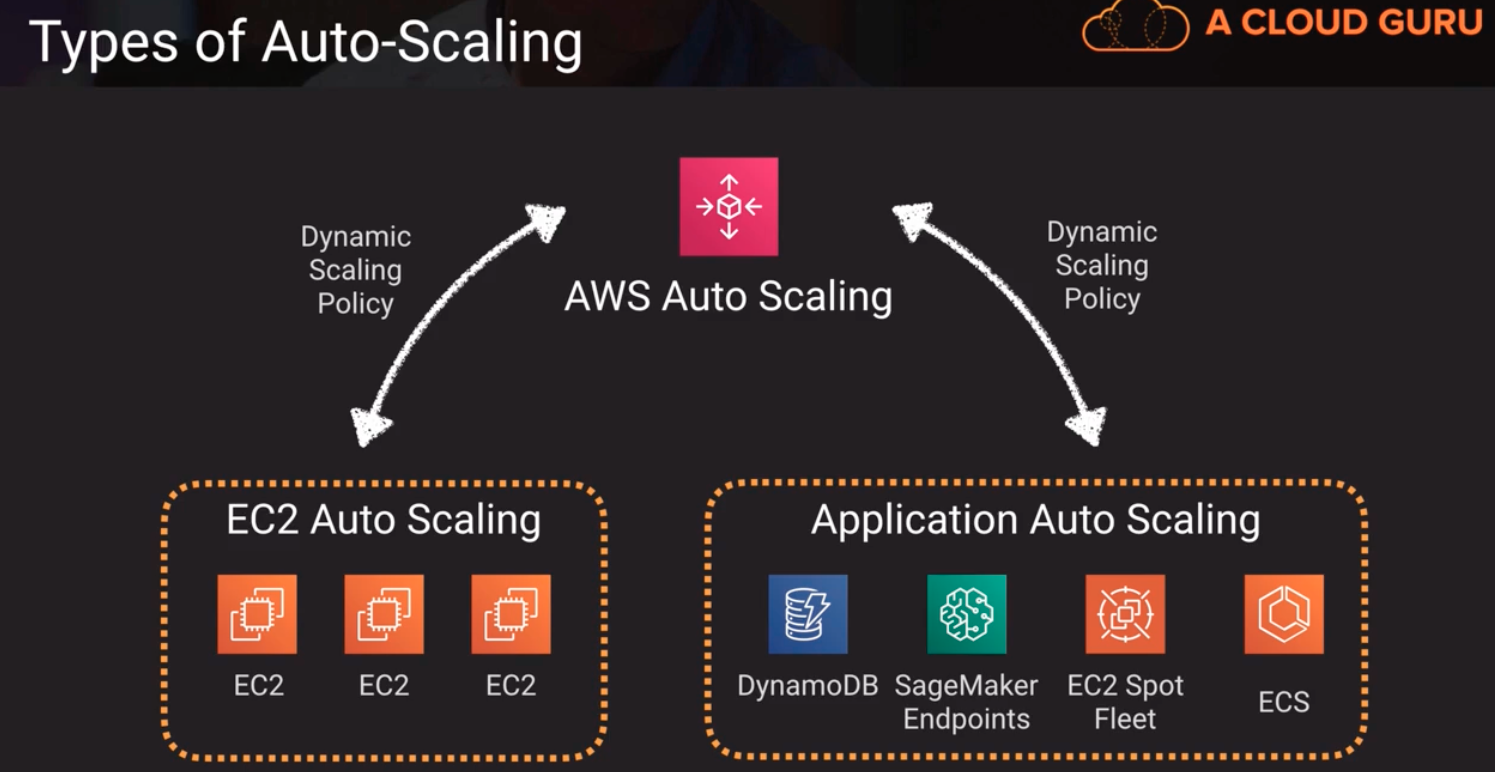 Types of Auto-Scaling
A CLOUD GURU
Dynamic
Scaling
Policy
AWS Auto Scaling
Dynamic
Scaling
Policy
EC2 Auto Scaling
EC2
EC2
EC2
Application Auto Scaling
DynamoDB
SageMaker
Endpoints
EC2 Spot
Fleet
ECS